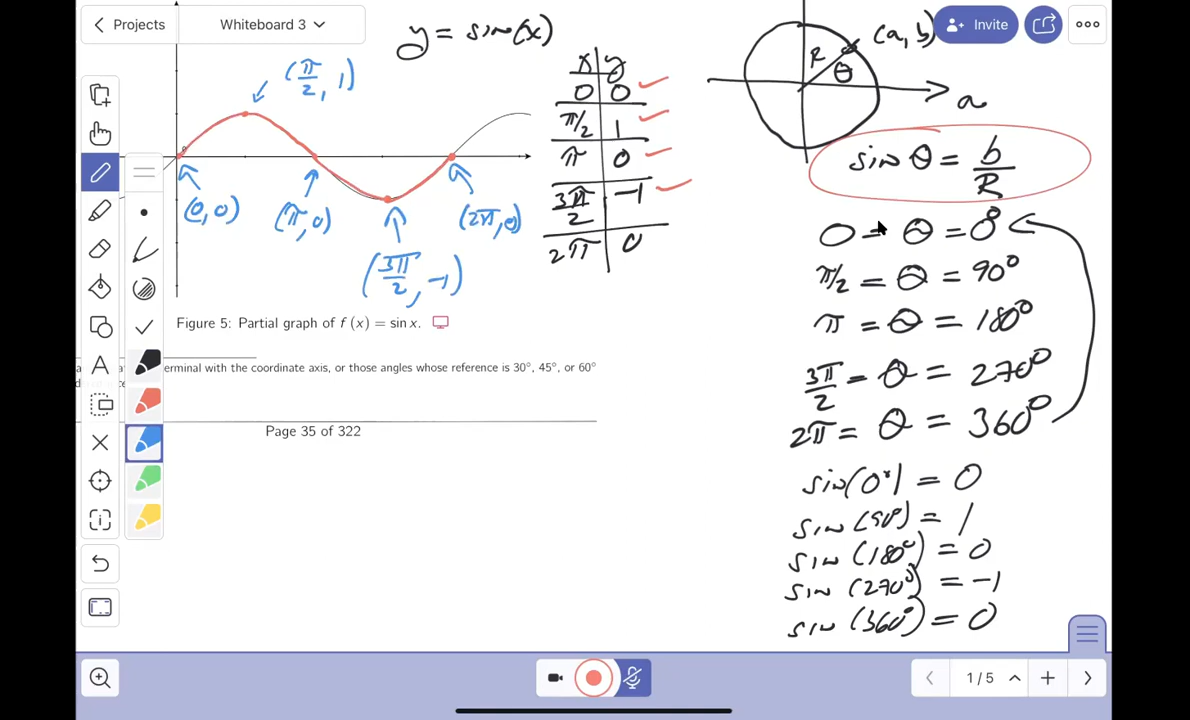 Projects
Whiteboard 3
Invite
y = sin(x)
(π/2, 1)
(0, 0)
(π, 0)
(3π/2, -1)
(2π, 0)
x y
0 0
π/2 1
π 0
3π/2 -1
2π 0
(a, b)
R
θ
a
sin θ = b/R
0 = θ = 0°
π/2 = θ = 90°
π = θ = 180°
3π/2 = θ = 270°
2π = θ = 360°
sin(0°) = 0
sin(90°) = 1
sin(180°) = 0
sin(270°) = -1
sin(360°) = 0
Figure 5: Partial graph of f (x) = sin x.
erminal with the coordinate axis, or those angles whose reference is 30°, 45°, or 60°
Page 35 of 322
1 / 5